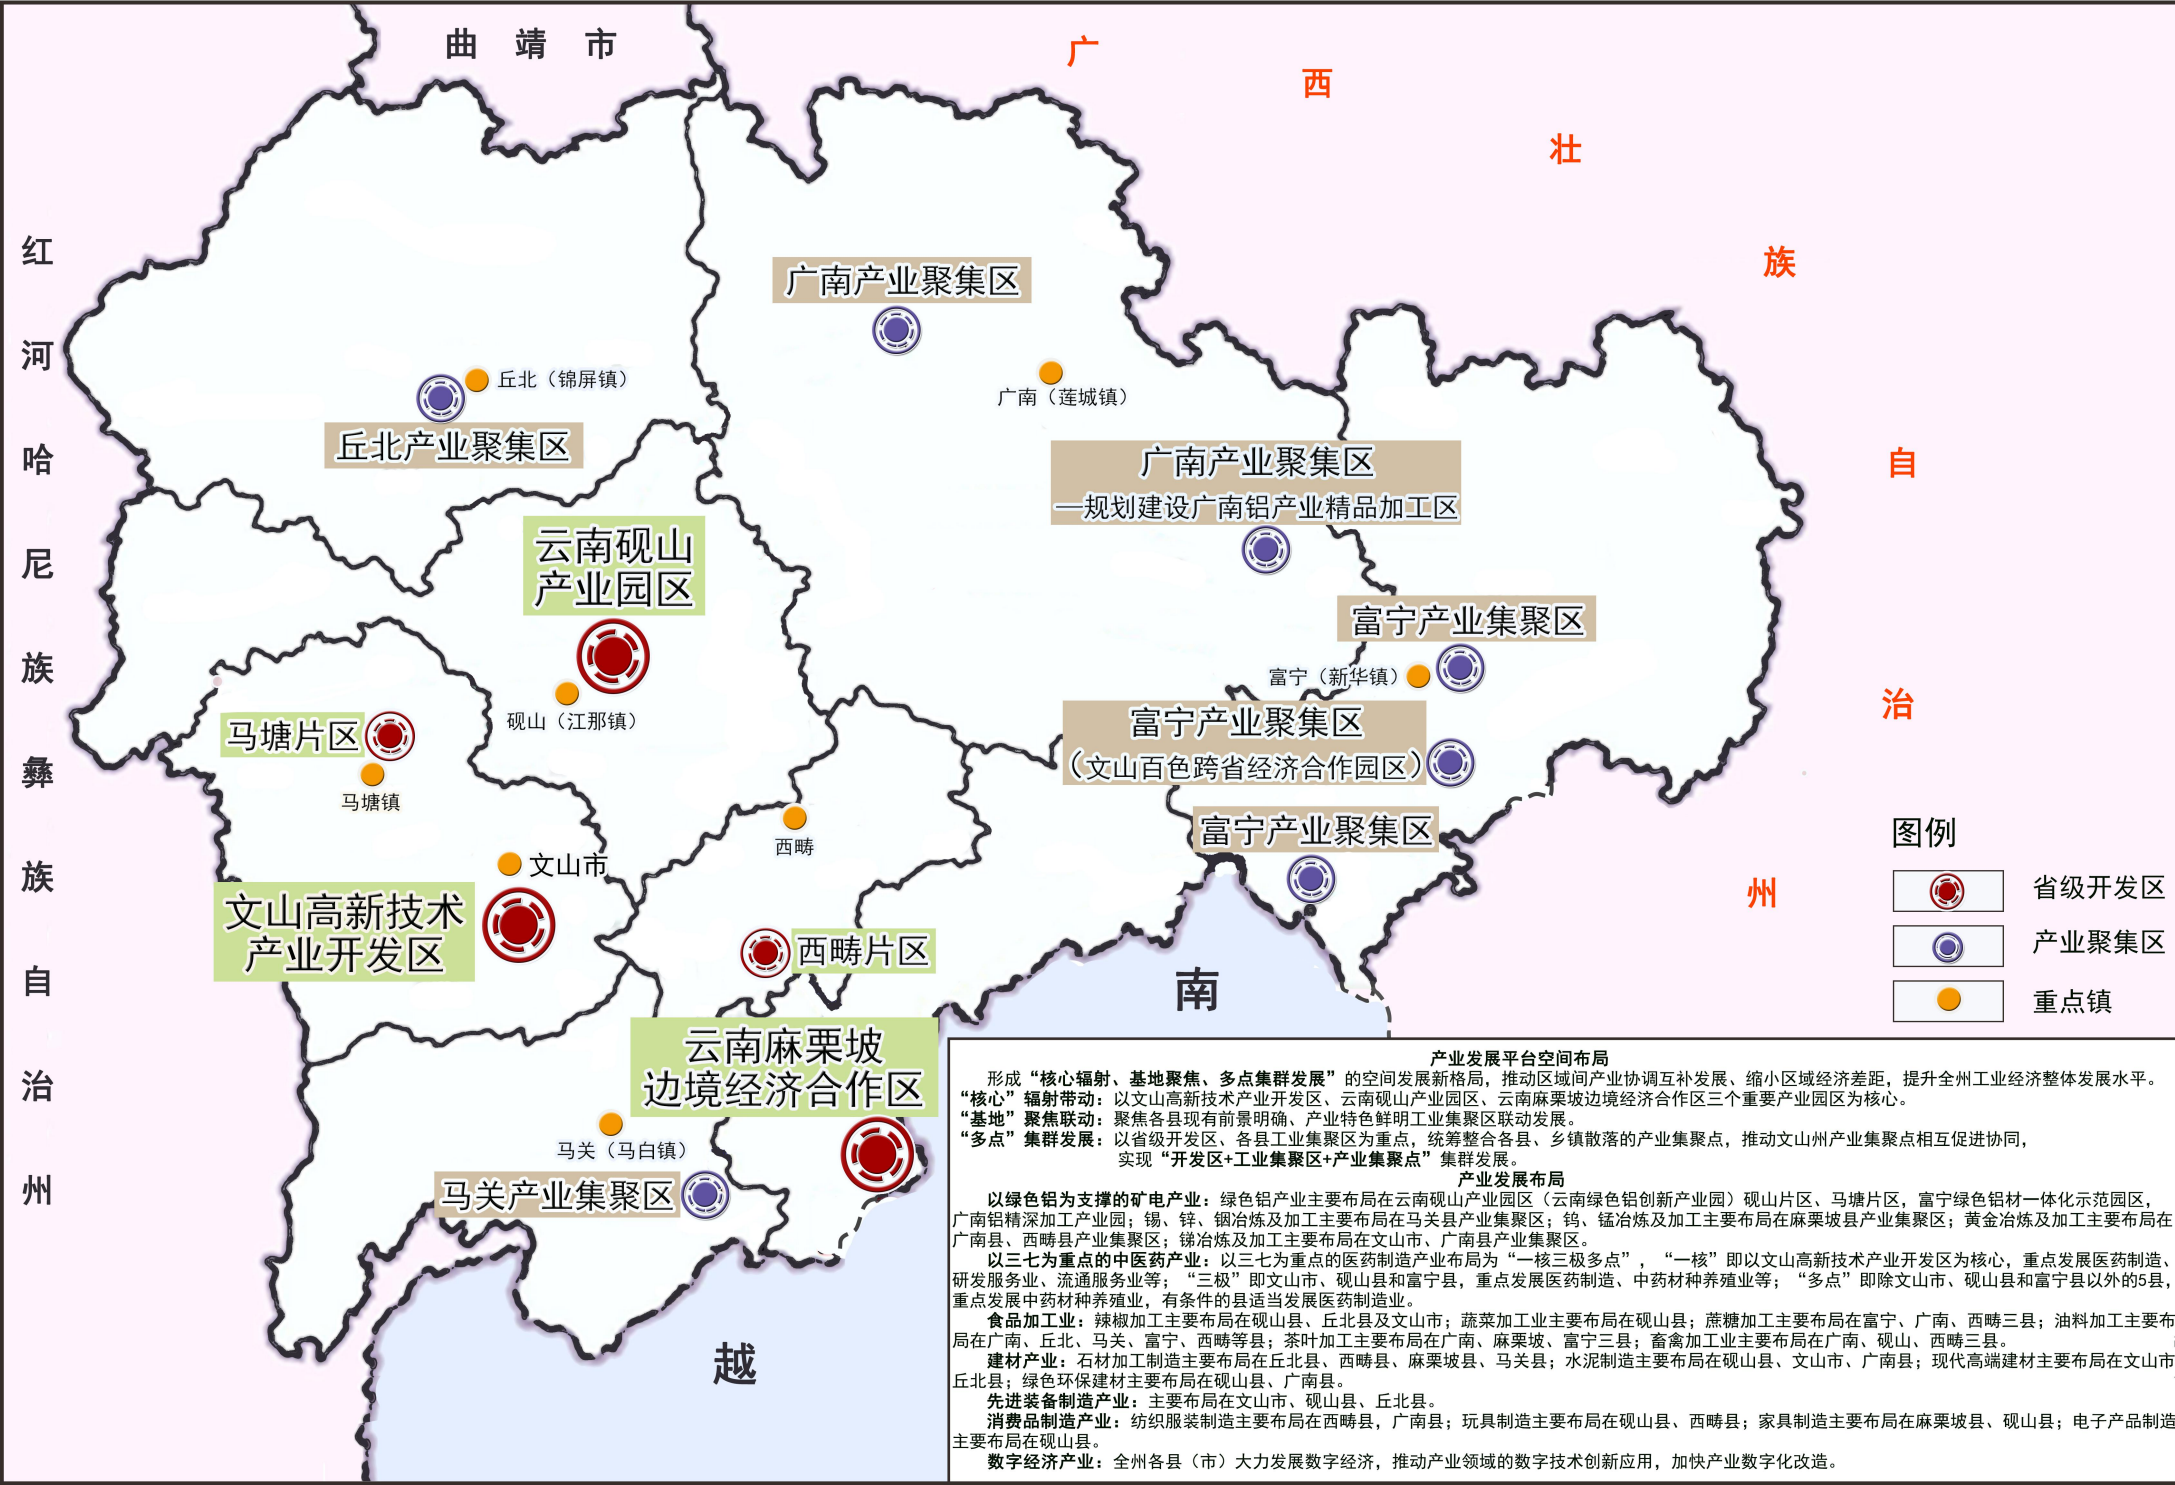 曲靖市
广西壮族自治州
红河哈尼族彝族自治州
广南产业聚集区
丘北（锦屏镇）
丘北产业聚集区
广南（莲城镇）
广南产业聚集区
—规划建设广南铝产业精品加工区
云南砚山
产业园区
砚山（江那镇）
富宁产业集聚区
富宁（新华镇）
富宁产业聚集区
（文山百色跨省经济合作园区）
富宁产业聚集区
马塘片区
马塘镇
西畴
文山市
文山高新技术
产业开发区
西畴片区
云南麻栗坡
边境经济合作区
马关（马白镇）
马关产业集聚区
越南
图例
省级开发区
产业聚集区
重点镇
产业发展平台空间布局
形成“核心辐射、基地聚焦、多点集群发展”的空间发展新格局，推动区域间产业协调互补发展、缩小区域经济差距，提升全州工业经济整体发展水平。
“核心”辐射带动：以文山高新技术产业开发区、云南砚山产业园区、云南麻栗坡边境经济合作区三个重要产业园区为核心。
“基地”聚焦联动：聚焦各县现有前景明确、产业特色鲜明工业集聚区联动发展。
“多点”集群发展：以省级开发区、各县工业集聚区为重点，统筹整合各县、乡镇散落的产业集聚点，推动文山州产业集聚点相互促进协同，
实现“开发区+工业集聚区+产业集聚点”集群发展。
产业发展布局
以绿色铝为支撑的矿电产业：绿色铝产业主要布局在云南砚山产业园区（云南绿色铝创新产业园）砚山片区、马塘片区，富宁绿色铝材一体化示范园区，
广南铝精深加工产业园；锡、锌、铟冶炼及加工主要布局在马关县产业集聚区；钨、锰冶炼及加工主要布局在麻栗坡县产业集聚区；黄金冶炼及加工主要布局在
广南县、西畴县产业集聚区；锑冶炼及加工主要布局在文山市、广南县产业集聚区。
以三七为重点的中医药产业：以三七为重点的医药制造产业布局为“一核三极多点”，“一核”即以文山高新技术产业开发区为核心，重点发展医药制造、
研发服务业、流通服务业等；“三极”即文山市、砚山县和富宁县，重点发展医药制造、中药材种养殖业等；“多点”即除文山市、砚山县和富宁县以外的5县，
重点发展中药材种养殖业，有条件的县适当发展医药制造业。
食品加工业：辣椒加工主要布局在砚山县、丘北县及文山市；蔬菜加工业主要布局在砚山县；蔗糖加工主要布局在富宁、广南、西畴三县；油料加工主要布
局在广南、丘北、马关、富宁、西畴等县；茶叶加工主要布局在广南、麻栗坡、富宁三县；畜禽加工业主要布局在广南、砚山、西畴三县。
建材产业：石材加工制造主要布局在丘北县、西畴县、麻栗坡县、马关县；水泥制造主要布局在砚山县、文山市、广南县；现代高端建材主要布局在文山市
丘北县；绿色环保建材主要布局在砚山县、广南县。
先进装备制造产业：主要布局在文山市、砚山县、丘北县。
消费品制造产业：纺织服装制造主要布局在西畴县，广南县；玩具制造主要布局在砚山县、西畴县；家具制造主要布局在麻栗坡县、砚山县；电子产品制造
主要布局在砚山县。
数字经济产业：全州各县（市）大力发展数字经济，推动产业领域的数字技术创新应用，加快产业数字化改造。